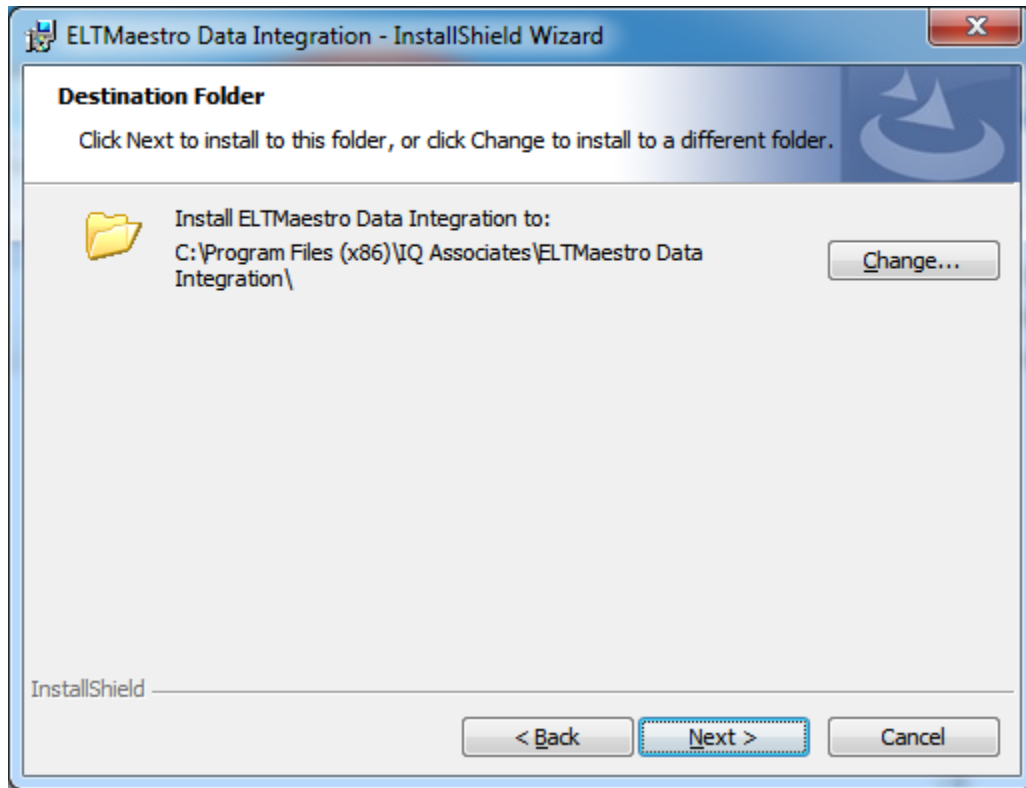 ELTMaestro Data Integration - InstallShield Wizard
Destination Folder
Click Next to install to this folder, or click Change to install to a different folder.
Install ELTMaestro Data Integration to:
C:\Program Files (x86)\IQ Associates\ELTMaestro Data
Integration\
Change...
InstallShield
< Back
Next >
Cancel